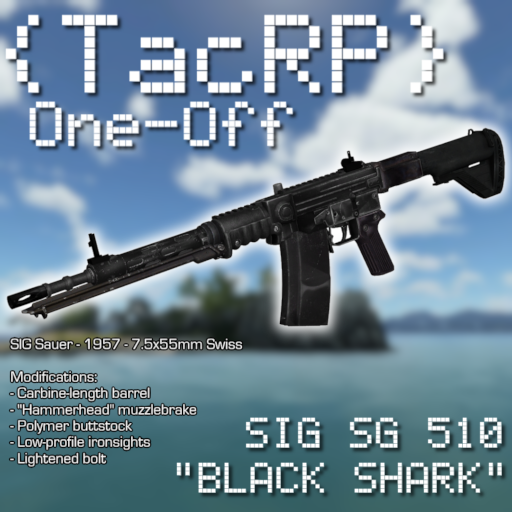 {TacRP}
One-Off
SIG Sauer - 1957 - 7.5x55mm Swiss
Modifications:
- Carbine-length barrel
- "Hammerhead" muzzlebrake
- Polymer buttstock
- Low-profile ironsights
- Lightened bolt
SIG SG 510
"BLACK SHARK"